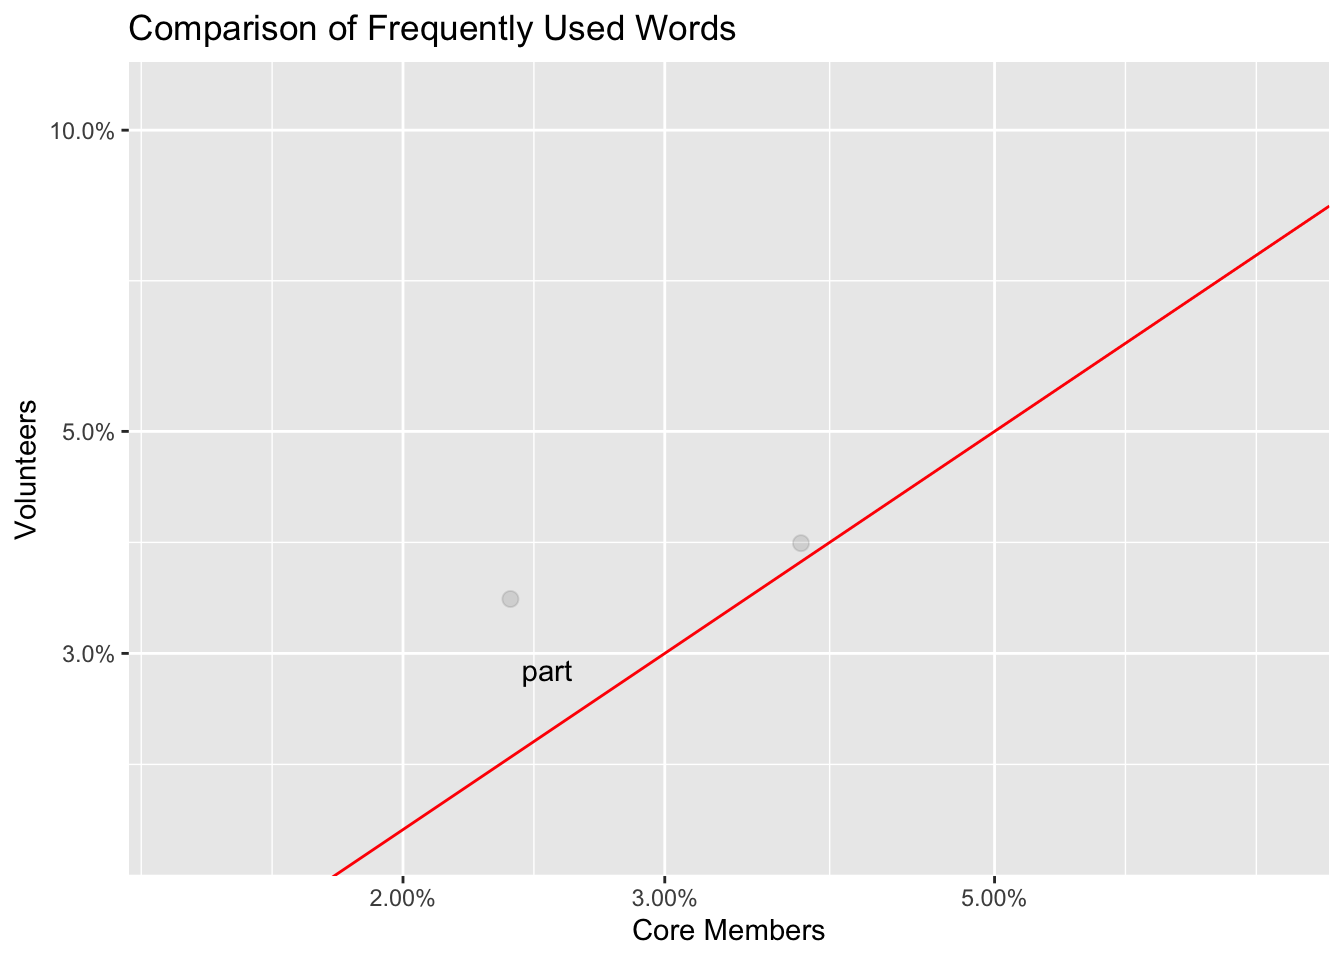 Comparison of Frequently Used Words
10.0%
5.0%
3.0%
Volunteers
part
2.00%
3.00%
5.00%
Core Members